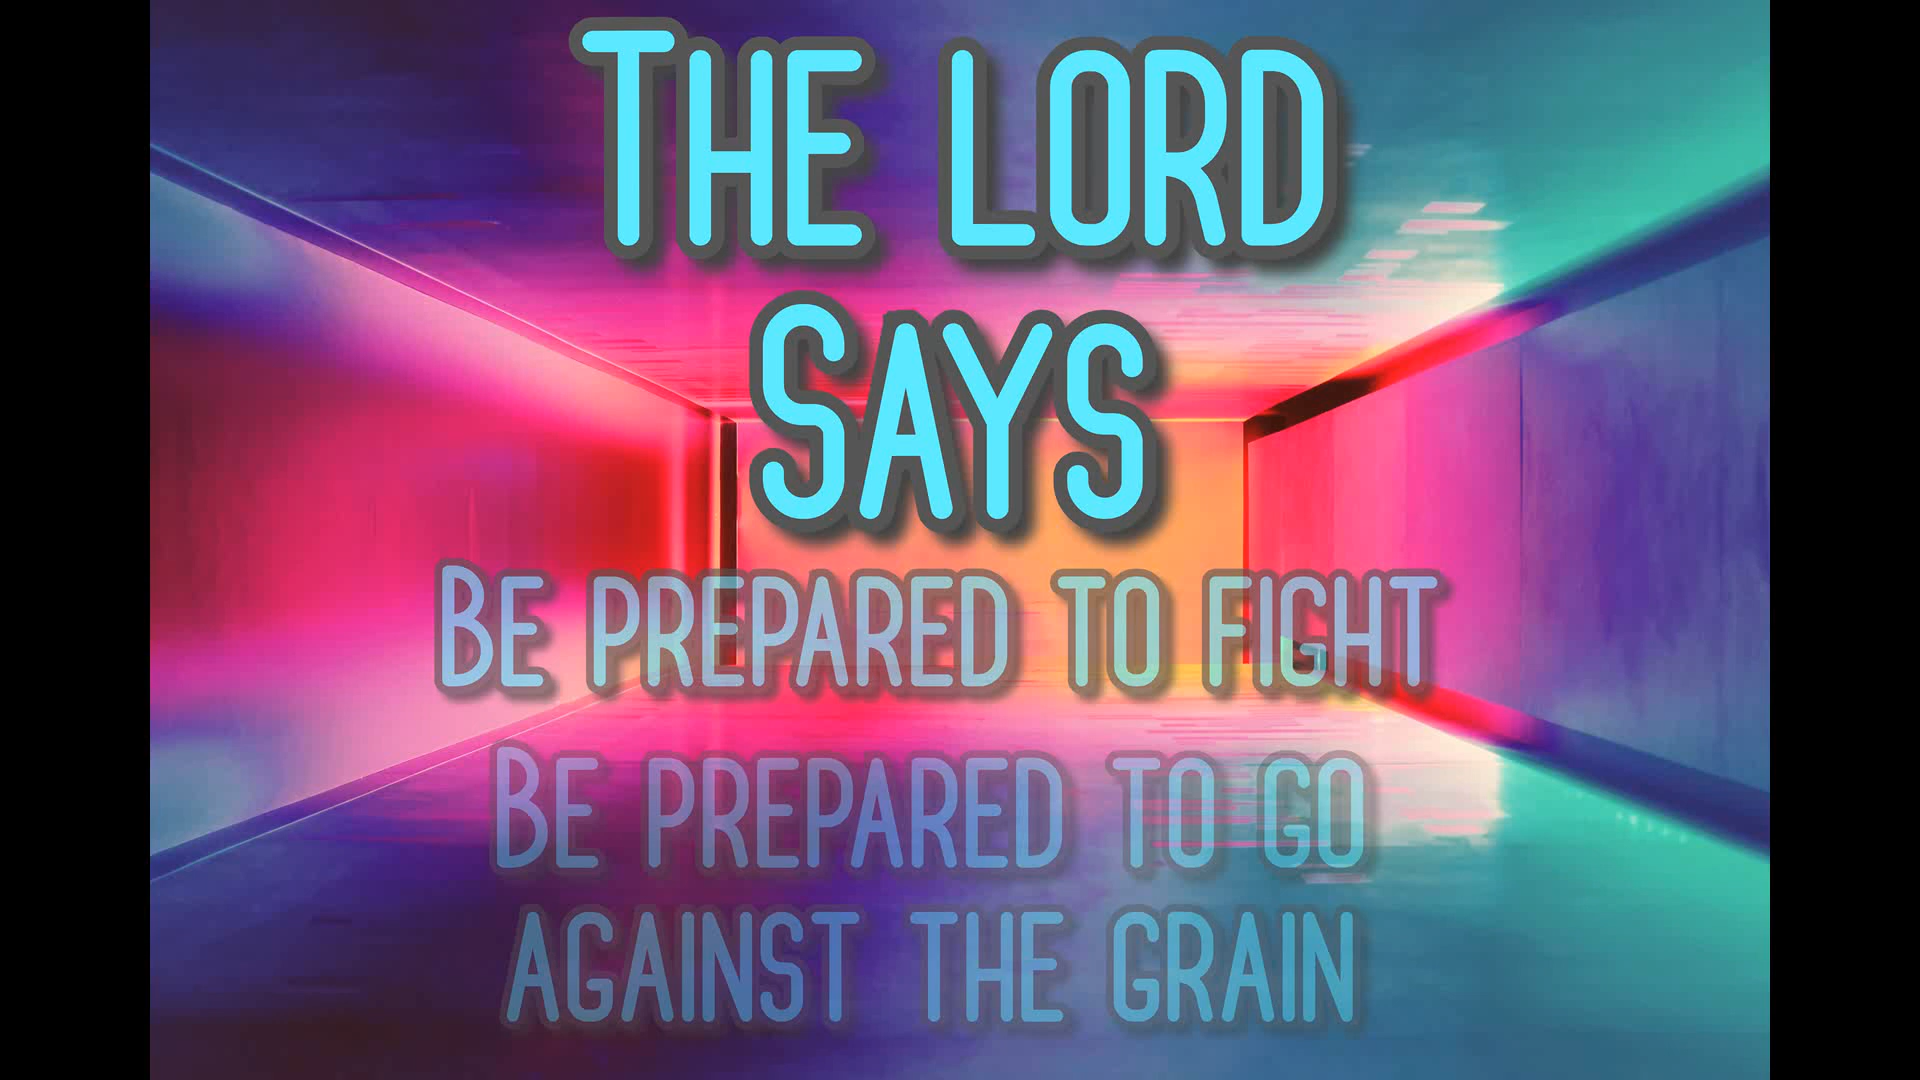 THE LORD
SAYS
BE PREPARED TO FIGHT
BE PREPARED TO GO
AGAINST THE GRAIN